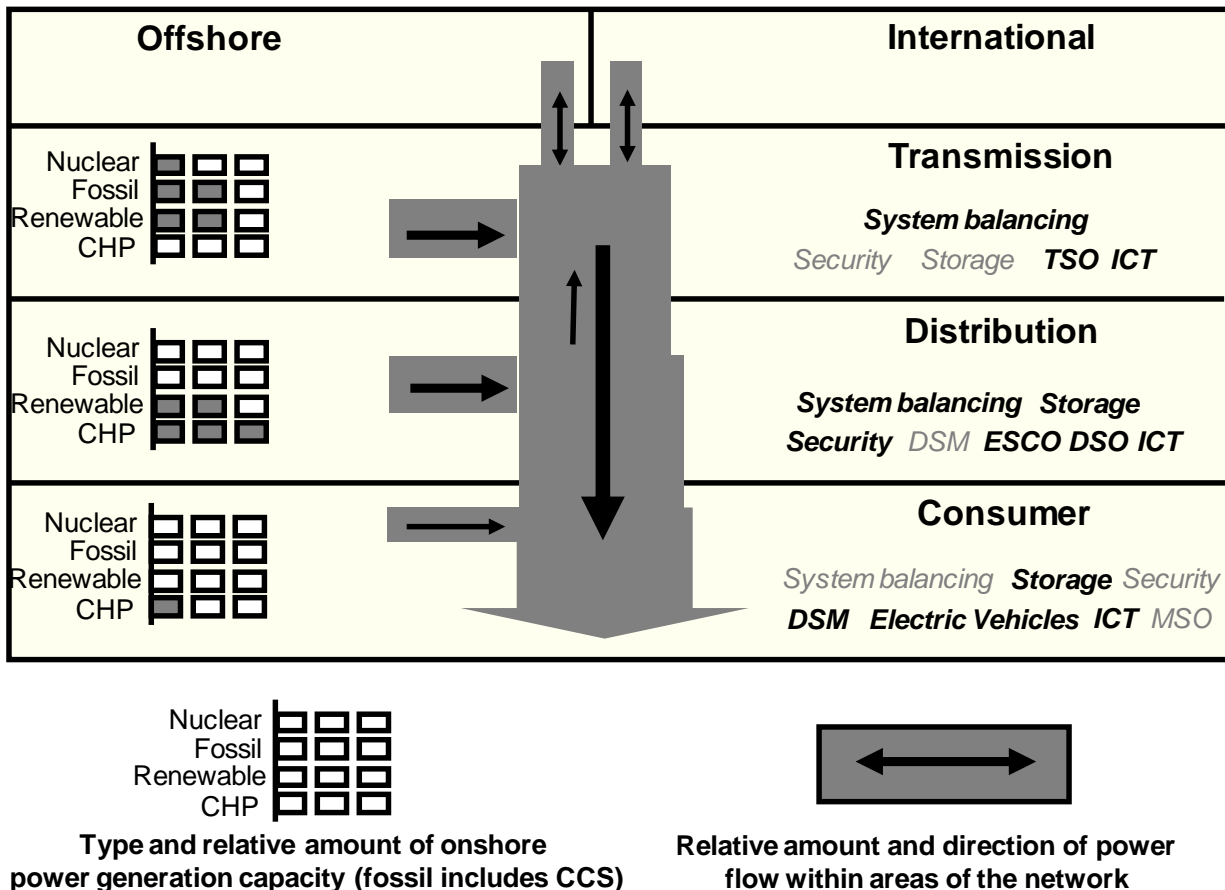 Offshore
International
Nuclear
Fossil
Renewable
CHP
Transmission
System balancing
Security Storage TSO ICT
Nuclear
Fossil
Renewable
CHP
Distribution
System balancing Storage
Security DSM ESCO DSO ICT
Nuclear
Fossil
Renewable
CHP
Consumer
System balancing Storage Security
DSM Electric Vehicles ICT MSO
Nuclear
Fossil
Renewable
CHP
Type and relative amount of onshore
power generation capacity (fossil includes CCS)
Relative amount and direction of power
flow within areas of the network